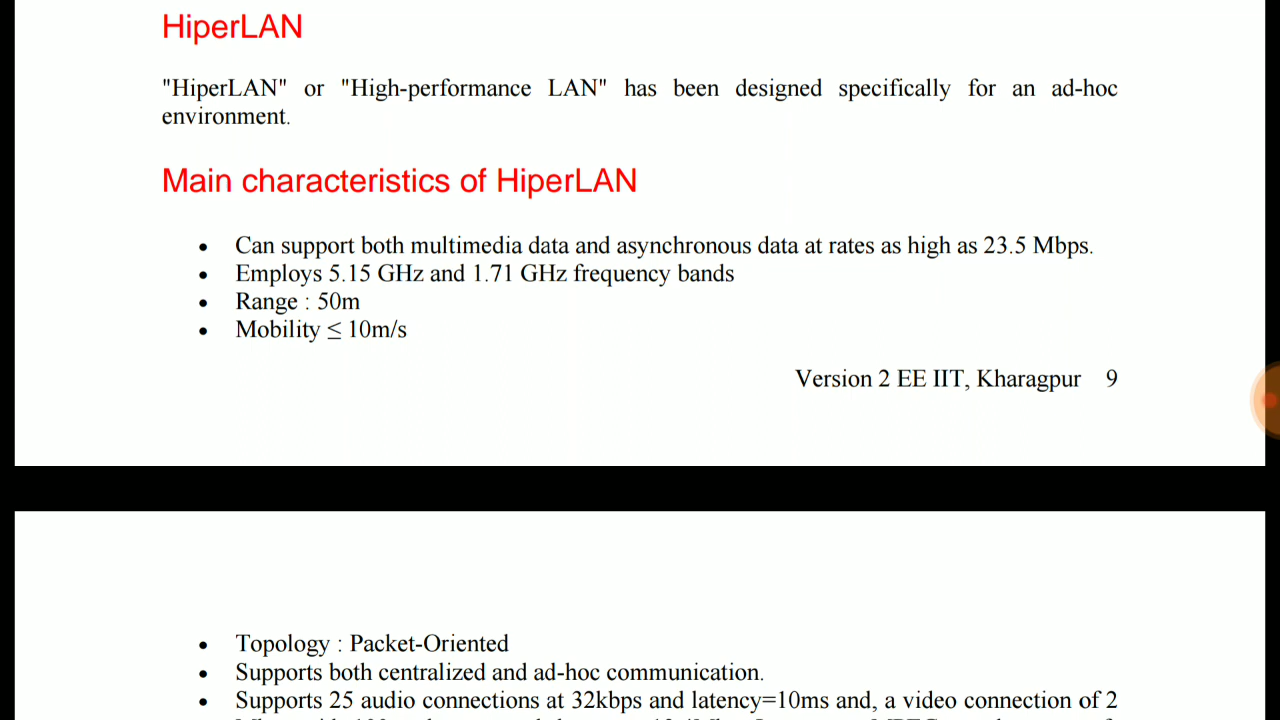 HiperLAN
"HiperLAN" or "High-performance LAN" has been designed specifically for an ad-hoc
environment.
Main characteristics of HiperLAN
• Can support both multimedia data and asynchronous data at rates as high as 23.5 Mbps.
• Employs 5.15 GHz and 1.71 GHz frequency bands
• Range : 50m
• Mobility ≤ 10m/s
Version 2 EE IIT, Kharagpur 9
• Topology : Packet-Oriented
• Supports both centralized and ad-hoc communication.
• Supports 25 audio connections at 32kbps and latency=10ms and, a video connection of 2